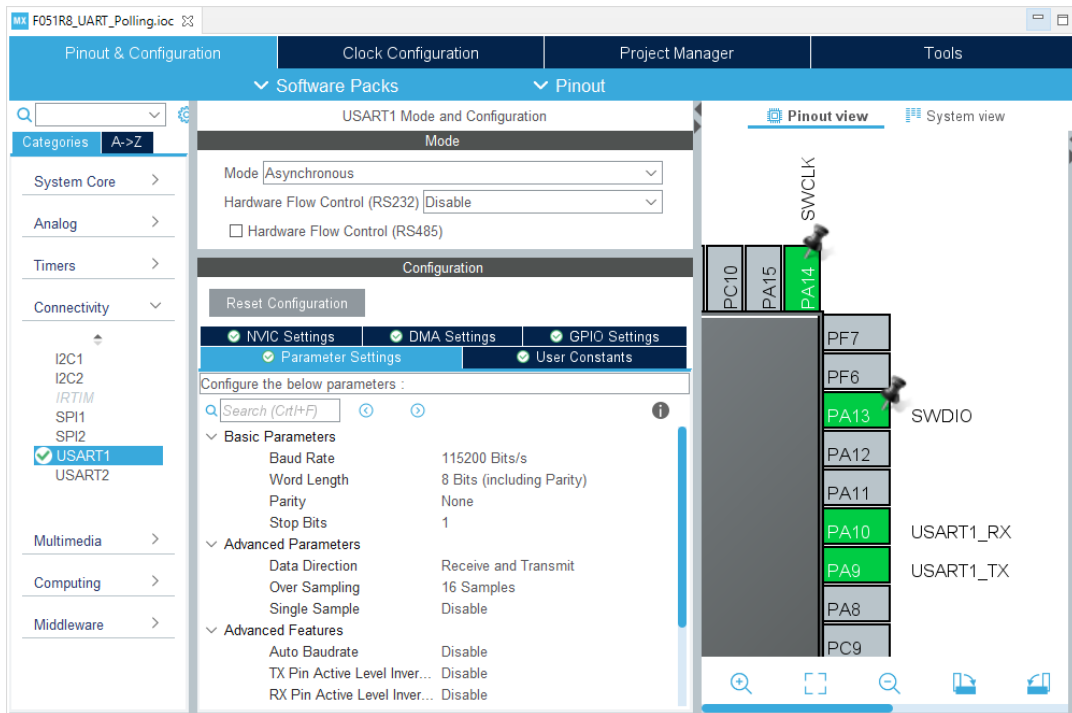 MX F051R8_UART_Polling.ioc
Pinout & Configuration Clock Configuration Project Manager Tools
Software Packs Pinout
USART1 Mode and Configuration
Mode
Mode Asynchronous
Hardware Flow Control (RS232) Disable
Hardware Flow Control (RS485)
Configuration
Reset Configuration
NVIC Settings DMA Settings GPIO Settings
Parameter Settings User Constants
Configure the below parameters :
Search (Crtl+F)
Basic Parameters
Baud Rate 115200 Bits/s
Word Length 8 Bits (including Parity)
Parity None
Stop Bits 1
Advanced Parameters
Data Direction Receive and Transmit
Over Sampling 16 Samples
Single Sample Disable
Advanced Features
Auto Baudrate Disable
TX Pin Active Level Inver... Disable
RX Pin Active Level Inver... Disable
Categories A->Z
System Core
Analog
Timers
Connectivity
I2C1
I2C2
IRTIM
SPI1
SPI2
USART1
USART2
Multimedia
Computing
Middleware
Pinout view System view
SWCLK
PC10
PA15
PA14
PF7
PF6
PA13 SWDIO
PA12
PA11
PA10 USART1_RX
PA9 USART1_TX
PA8
PC9